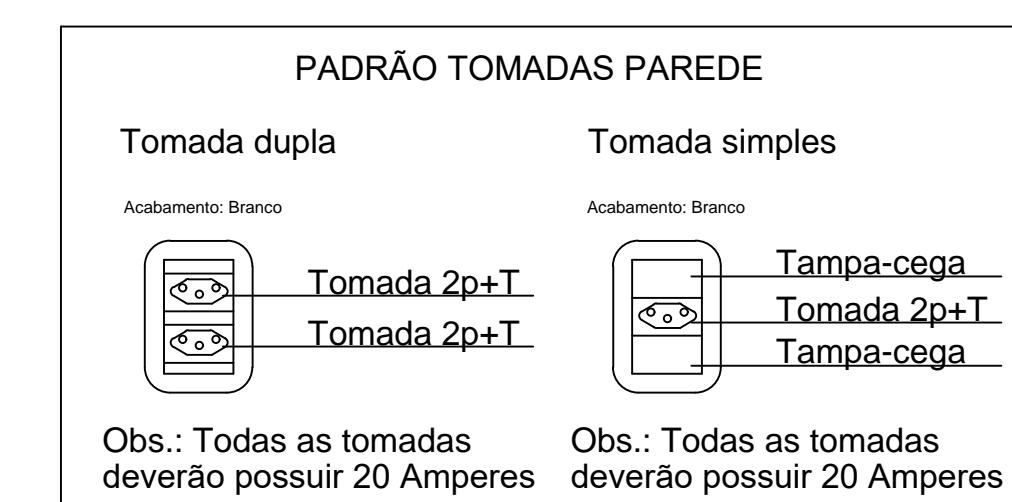 PADRÃO TOMADAS PAREDE
Tomada dupla
Acabamento: Branco
Tomada 2p+T
Tomada 2p+T
Obs.: Todas as tomadas
deverão possuir 20 Amperes
Tomada simples
Acabamento: Branco
Tampa-cega
Tomada 2p+T
Tampa-cega
Obs.: Todas as tomadas
deverão possuir 20 Amperes